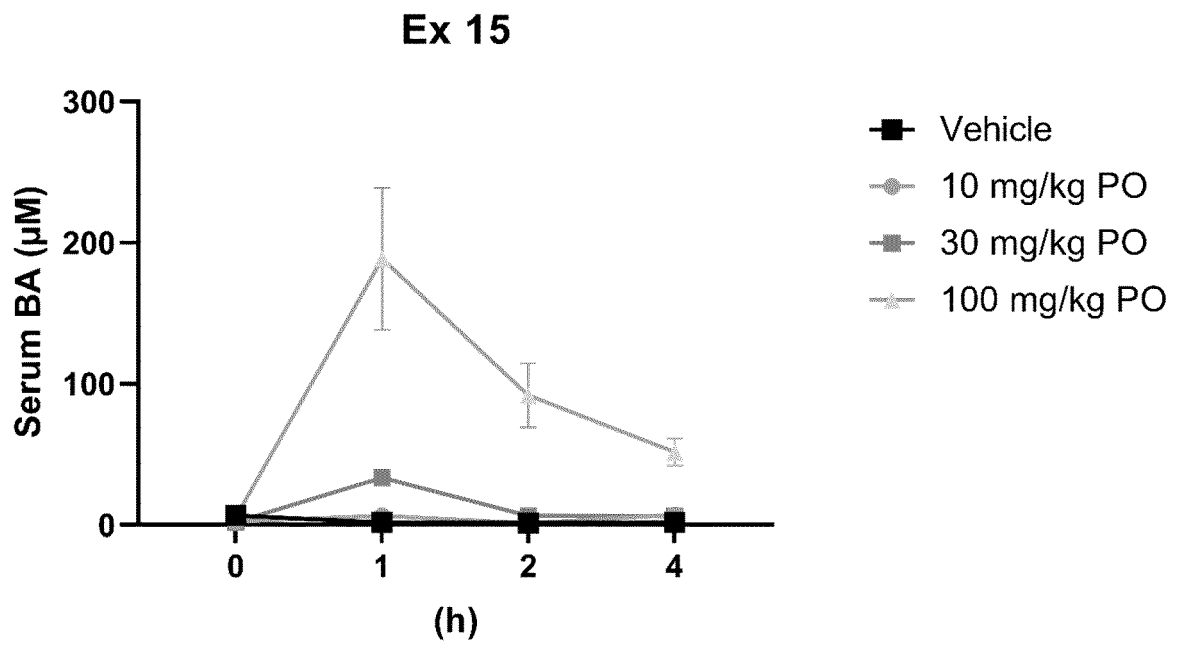 Ex 15
Serum BA (μM)
300
200
100
0
0 1 2 4
(h)
Vehicle
10 mg/kg PO
30 mg/kg PO
100 mg/kg PO